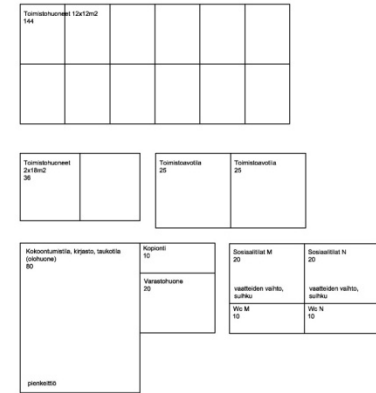 Toimistohuoneet 12x12m2
144
Toimistohuoneet
2x18m2
36
Toimistoavotila
25
Toimistoavotila
25
Kokoontumistila, kirjasto, taukotila
(olohuone)
80
pienkeittiö
Kopionti
10
Varastohuone
20
Sosiaalitilat M
20
vaatteiden vaihto,
suihku
Sosiaalitilat N
20
vaatteiden vaihto,
suihku
Wc M
10
Wc N
10